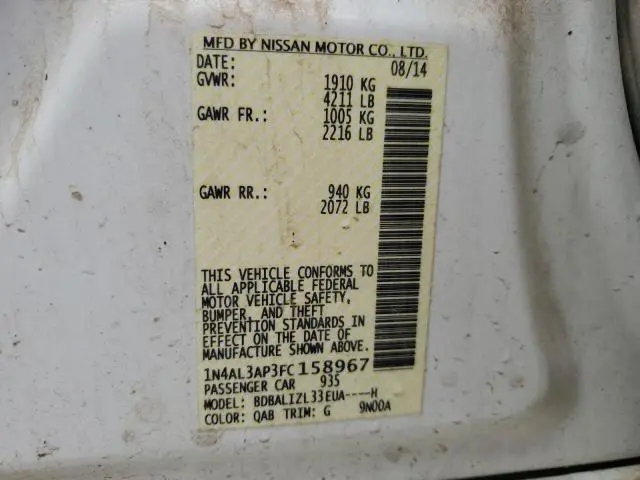 MFD BY NISSAN MOTOR CO., LTD.
DATE: 08/14
GVWR: 1910 KG
4211 LB
GAWR FR.: 1005 KG
2216 LB
GAWR RR.: 940 KG
2072 LB
THIS VEHICLE CONFORMS TO
ALL APPLICABLE FEDERAL
MOTOR VEHICLE SAFETY,
BUMPER, AND THEFT
PREVENTION STANDARDS IN
EFFECT ON THE DATE OF
MANUFACTURE SHOWN ABOVE.
1N4AL3AP3FC158967
PASSENGER CAR 935
MODEL: BDBALIZL33EUA----H
COLOR: QAB TRIM: G 9N00A